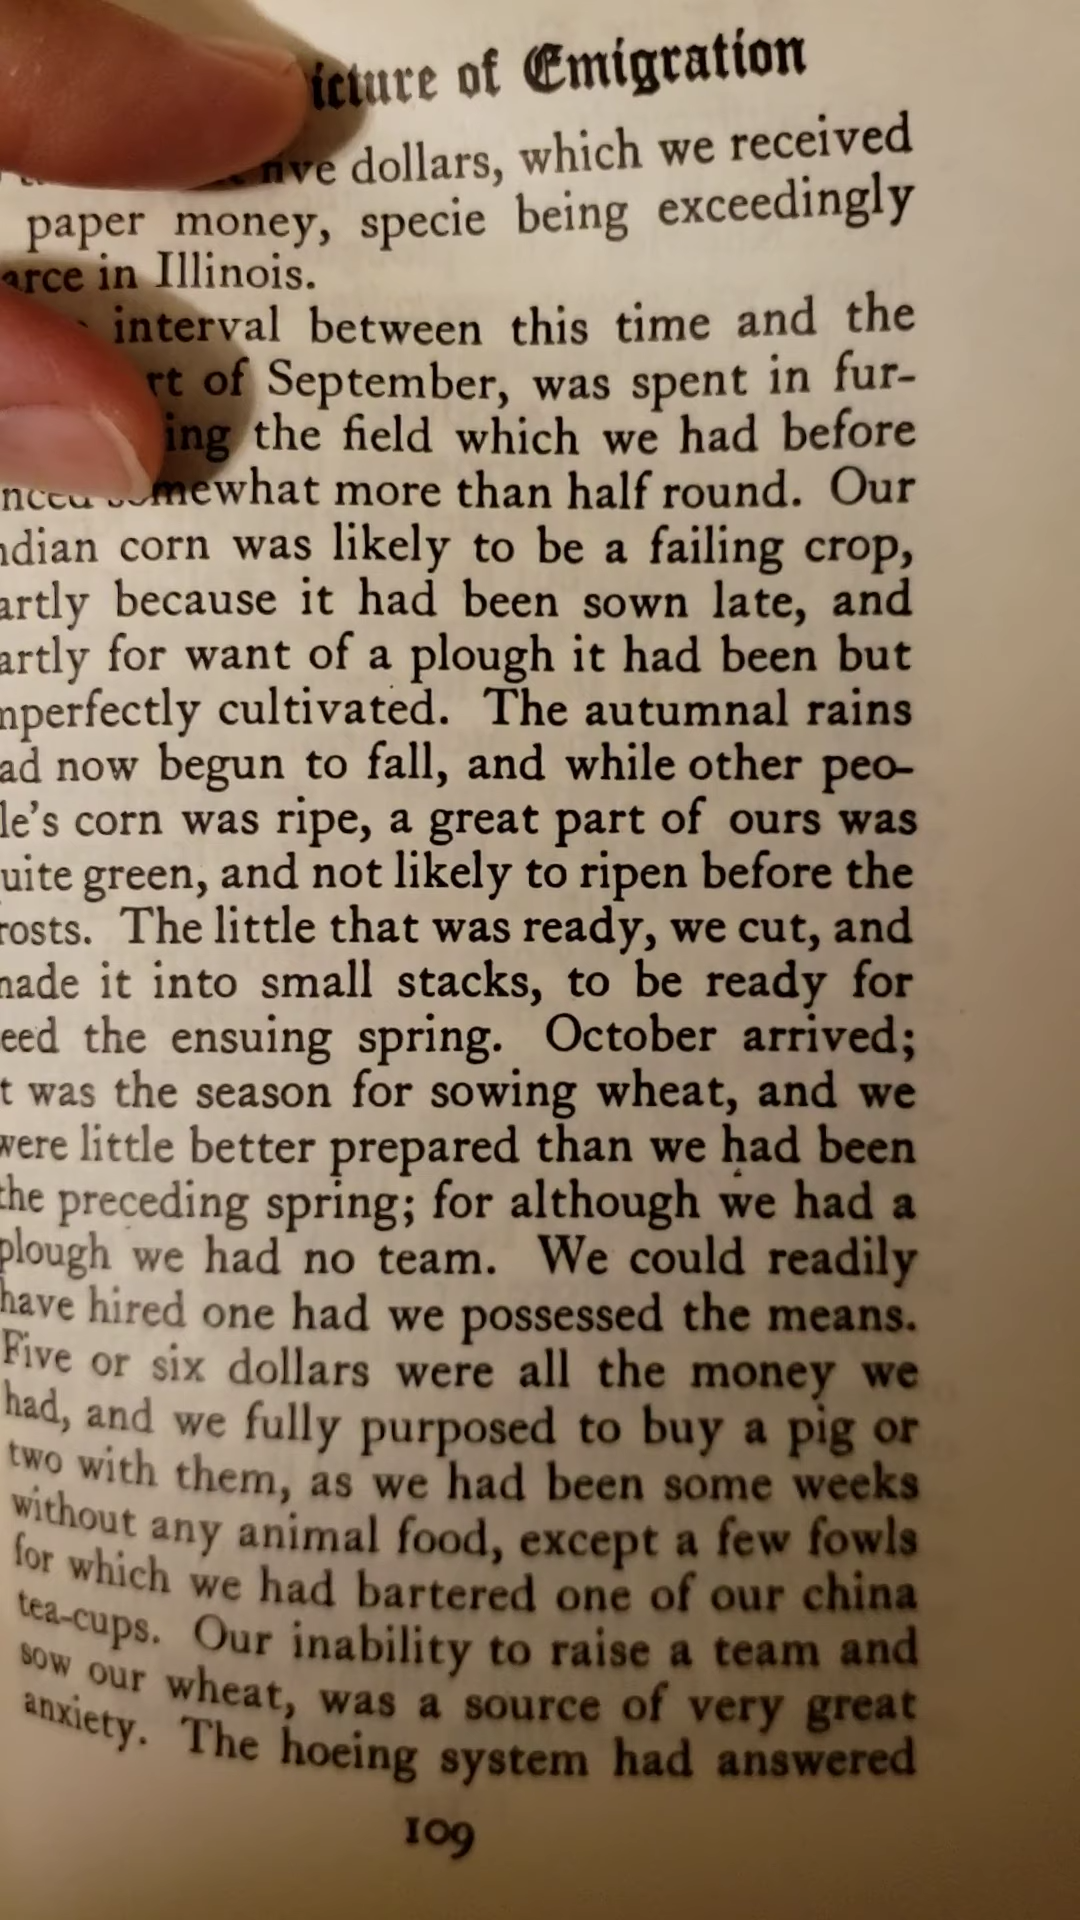 of Emigration
dollars, which we received
paper money, specie being exceedingly
in Illinois.
interval between this time and the
of September, was spent in fur-
the field which we had before
more than half round. Our
corn was likely to be a failing crop,
because it had been sown late, and
for want of a plough it had been but
cultivated. The autumnal rains
now begun to fall, and while other peo-
corn was ripe, a great part of ours was
green, and not likely to ripen before the
The little that was ready, we cut, and
it into small stacks, to be ready for
the ensuing spring. October arrived;
was the season for sowing wheat, and we
were little better prepared than we had been
the preceding spring; for although we had a
plough we had no team. We could readily
have hired one had we possessed the means.
Five or six dollars were all the money we
had, and we fully purposed to buy a pig or
two with them, as we had been some weeks
without any animal food, except a few fowls
for which we had bartered one of our china
tea-cups. Our inability to raise a team and
sow our wheat, was a source of very great
anxiety. The hoeing system had answered
109